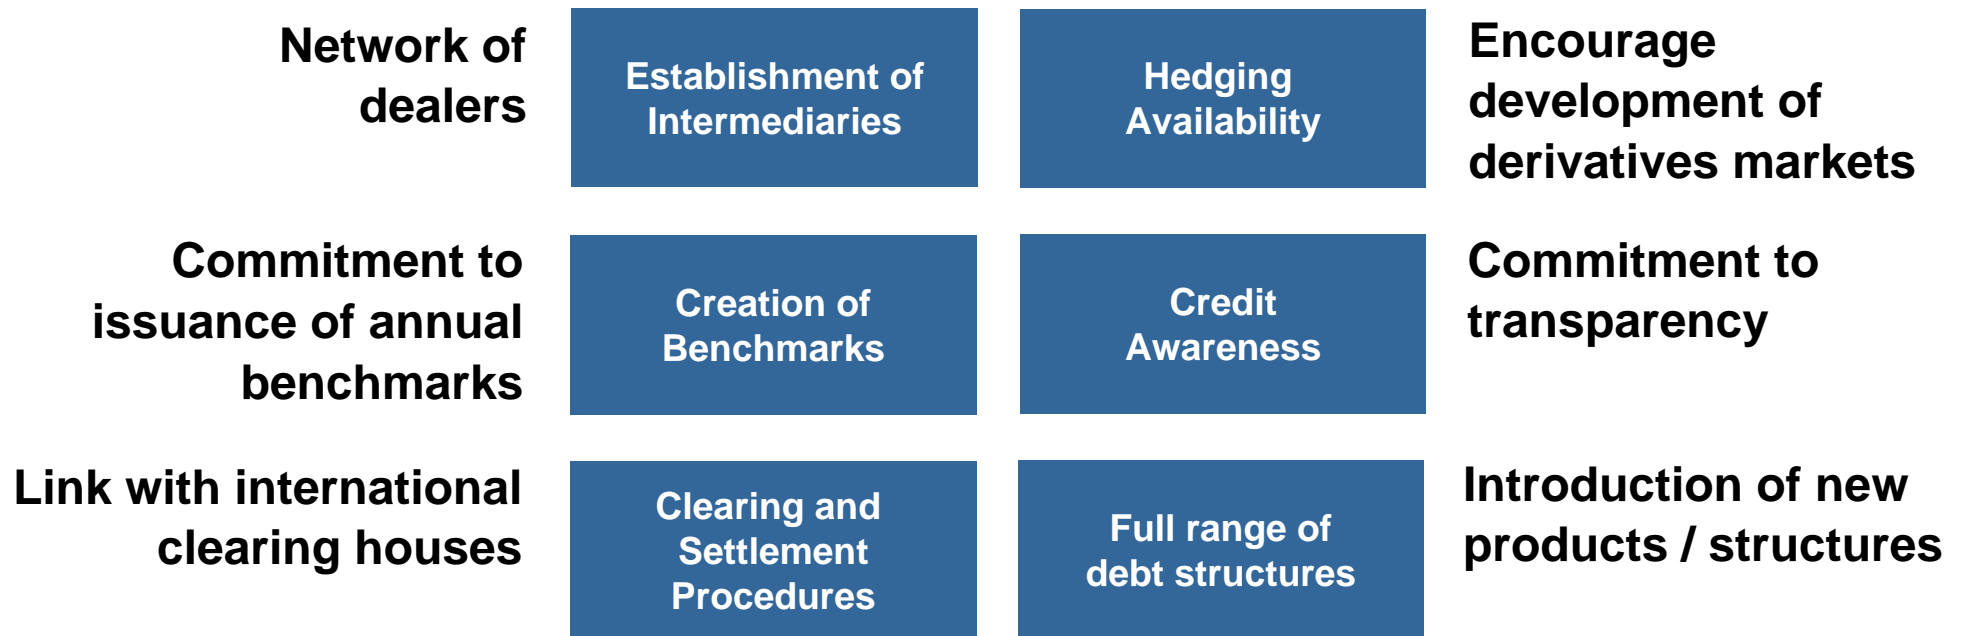 Network of
dealers
Establishment of
Intermediaries
Hedging
Availability
Encourage
development of
derivatives markets
Commitment to
issuance of annual
benchmarks
Creation of
Benchmarks
Credit
Awareness
Commitment to
transparency
Link with international
clearing houses
Clearing and
Settlement
Procedures
Full range of
debt structures
Introduction of new
products / structures